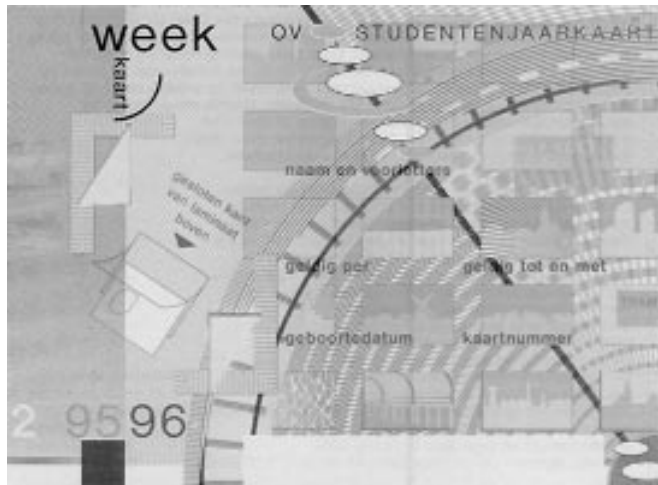 week
OV STUDENTENJAARKAART
kaart
naam en voorletters
gesloten kant
van laminaat
boven
geldig per geldig tot en met
geboortedatum kaartnummer
2 95 96